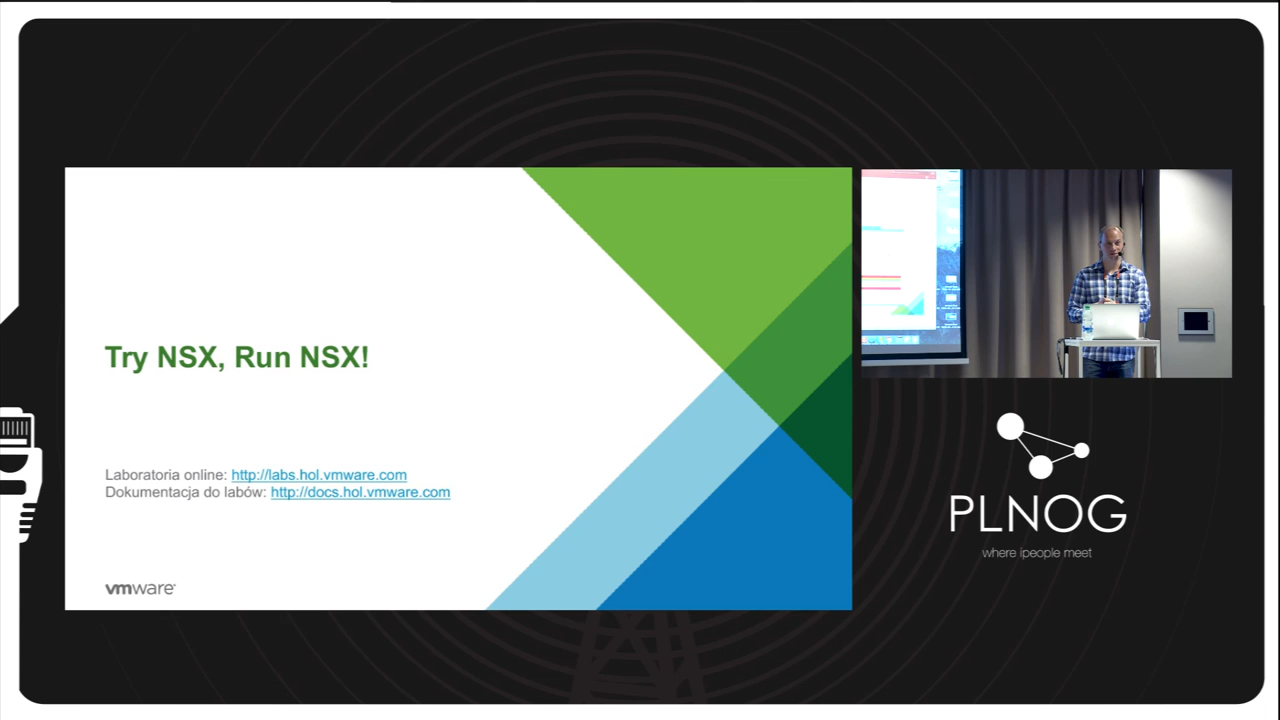 Try NSX, Run NSX!
Laboratoria online: http://labs.hol.vmware.com
Dokumentacja do labów: http://docs.hol.vmware.com
vmware
PLNOG
where ipeople meet